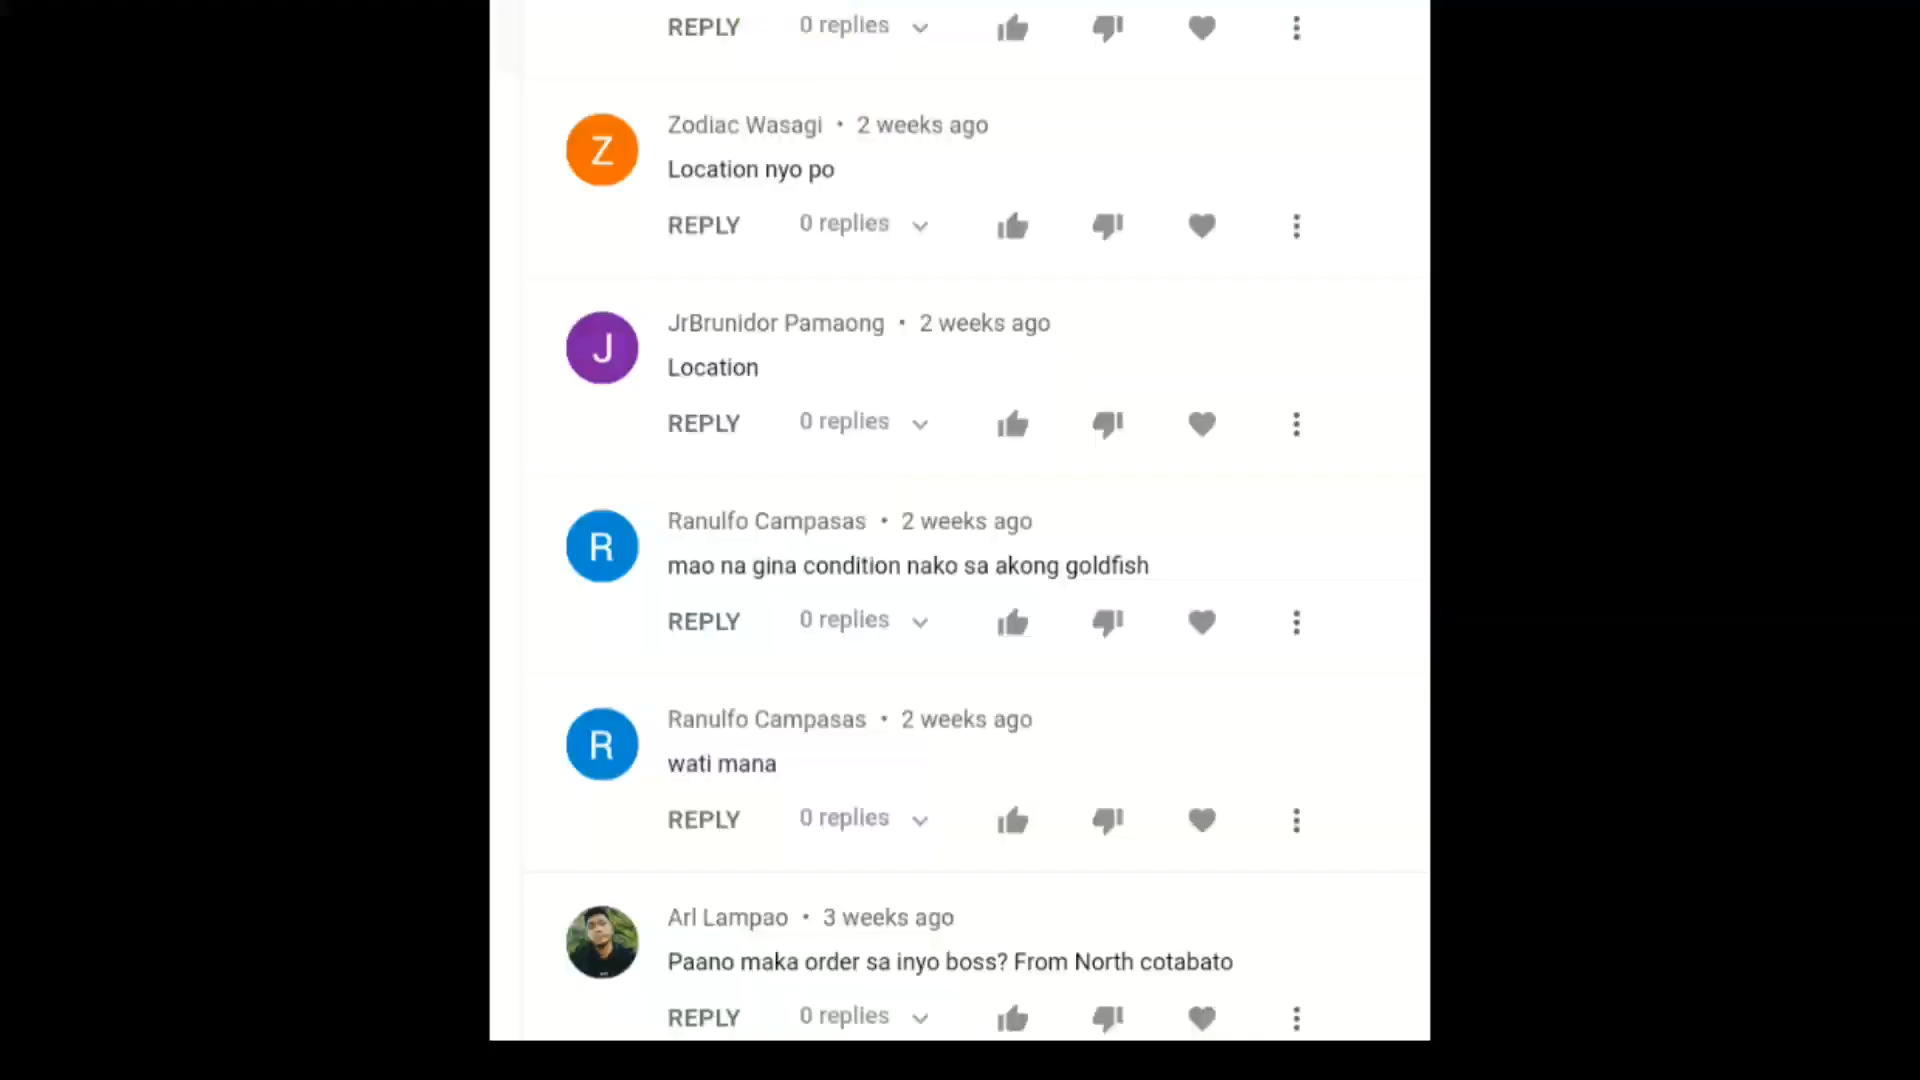 REPLY 0 replies
Z
Zodiac Wasagi • 2 weeks ago
Location nyo po
REPLY 0 replies
J
JrBrunidor Pamaong • 2 weeks ago
Location
REPLY 0 replies
R
Ranulfo Campasas • 2 weeks ago
mao na gina condition nako sa akong goldfish
REPLY 0 replies
R
Ranulfo Campasas • 2 weeks ago
wati mana
REPLY 0 replies
Arl Lampao • 3 weeks ago
Paano maka order sa inyo boss? From North cotabato
REPLY 0 replies